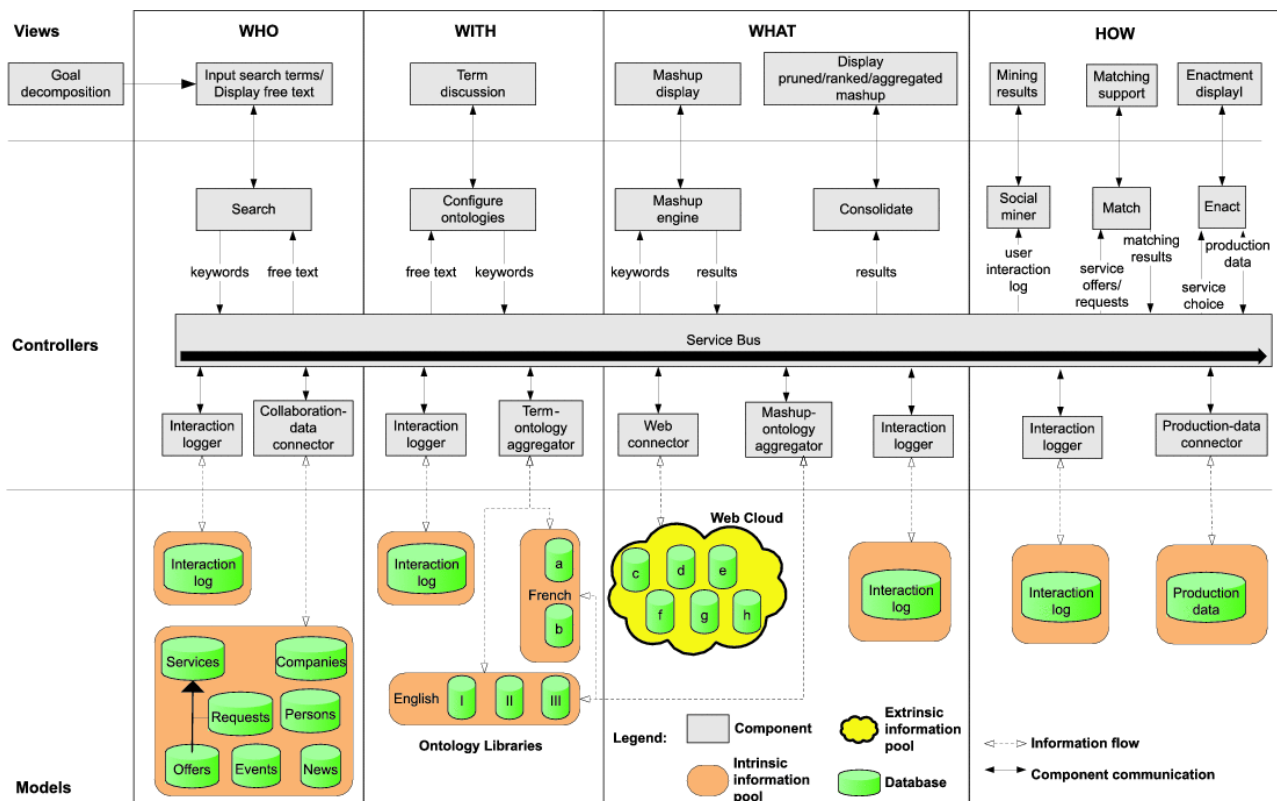 Views
WHO
WITH
WHAT
HOW
Goal
decomposition
Input search terms/
Display free text
Term
discussion
Mashup
display
Display
pruned/ranked/aggregated
mashup
Mining
results
Matching
support
Enactment
displayl
Search
Configure
ontologies
Mashup
engine
Consolidate
Social
miner
Match
Enact
keywords
free text
free text
keywords
keywords
results
results
user
interaction
log
service
offers/
requests
matching
results
service
choice
production
data
Controllers
Service Bus
Interaction
logger
Collaboration-
data connector
Interaction
logger
Term-
ontology
aggregator
Web
connector
Mashup-
ontology
aggregator
Interaction
logger
Interaction
logger
Production-data
connector
Interaction
log
Interaction
log
a
French
b
Web Cloud
c
d
e
f
g
h
Interaction
log
Interaction
log
Production
data
Services
Companies
Requests
Persons
Offers
Events
News
English
I
II
III
Ontology Libraries
Legend:
Component
Extrinsic
information
pool
Information flow
Intrinsic
information
pool
Database
Component communication
Models